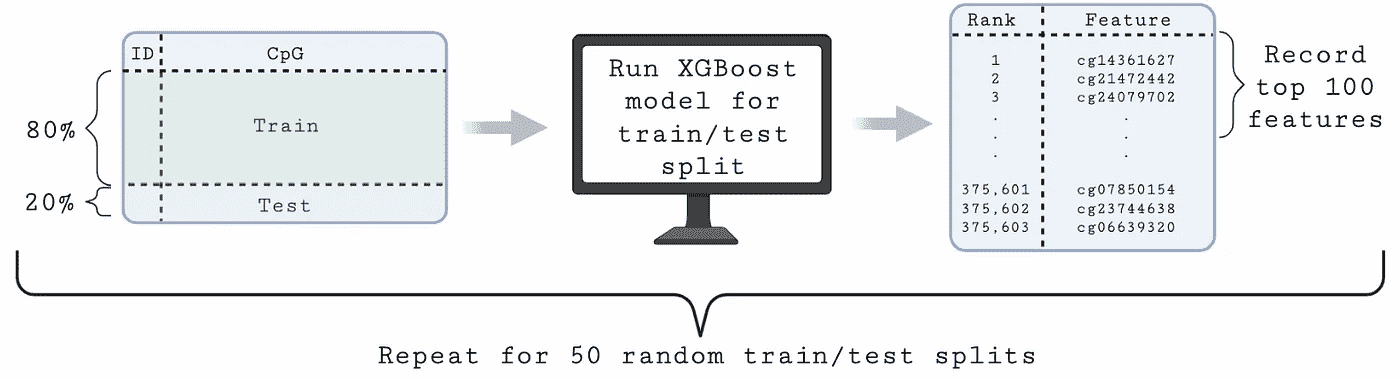 ID CpG
80%
Train
20%
Test
Run XGBoost
model for
train/test
split
Rank Feature
1 cg14361627
2 cg21472442
3 cg24079702
. .
. .
. .
375,601 cg07850154
375,602 cg23744638
375,603 cg06639320
Record
top 100
features
Repeat for 50 random train/test splits